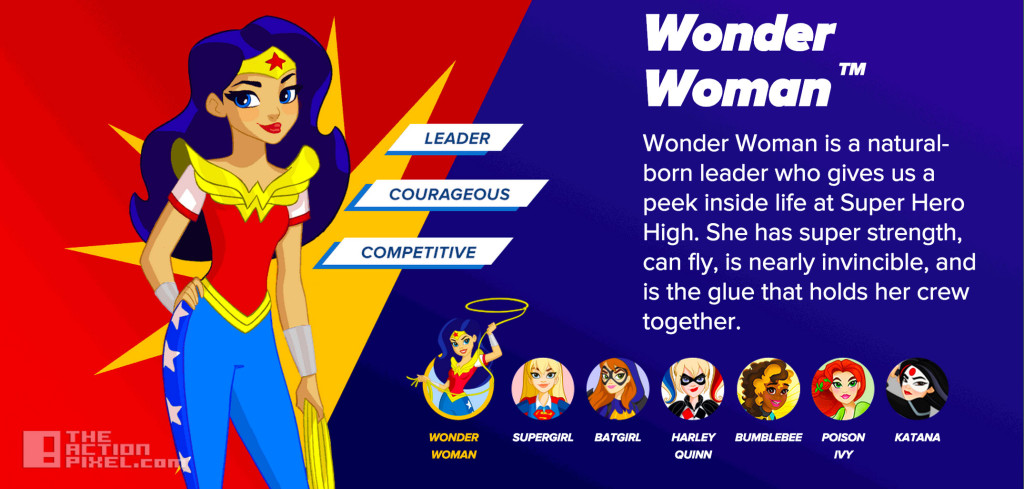 Wonder
Woman™
LEADER
COURAGEOUS
COMPETITIVE
Wonder Woman is a natural-
born leader who gives us a
peek inside life at Super Hero
High. She has super strength,
can fly, is nearly invincible, and
is the glue that holds her crew
together.
WONDER
WOMAN
SUPERGIRL
BATGIRL
HARLEY
QUINN
BUMBLEBEE
POISON
IVY
KATANA
THE
ACTION
PIXEL.com